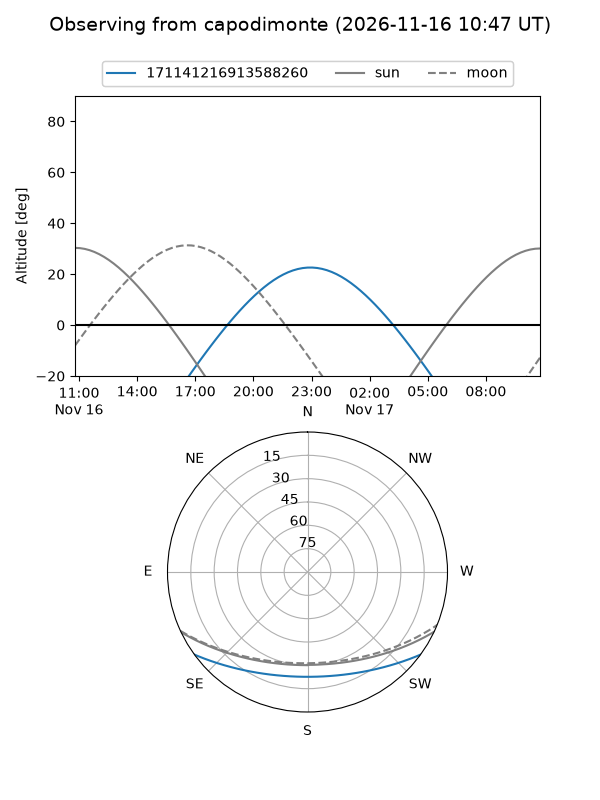 Observing from capodimonte (2026-11-16 10:47 UT)
171141216913588260 sun moon
Altitude [deg]
80
60
40
20
0
−20
11:00 14:00 17:00 20:00 23:00 02:00 05:00 08:00
Nov 16 Nov 17
N
NE NW
15
30
45
60
75
E W
SE SW
S